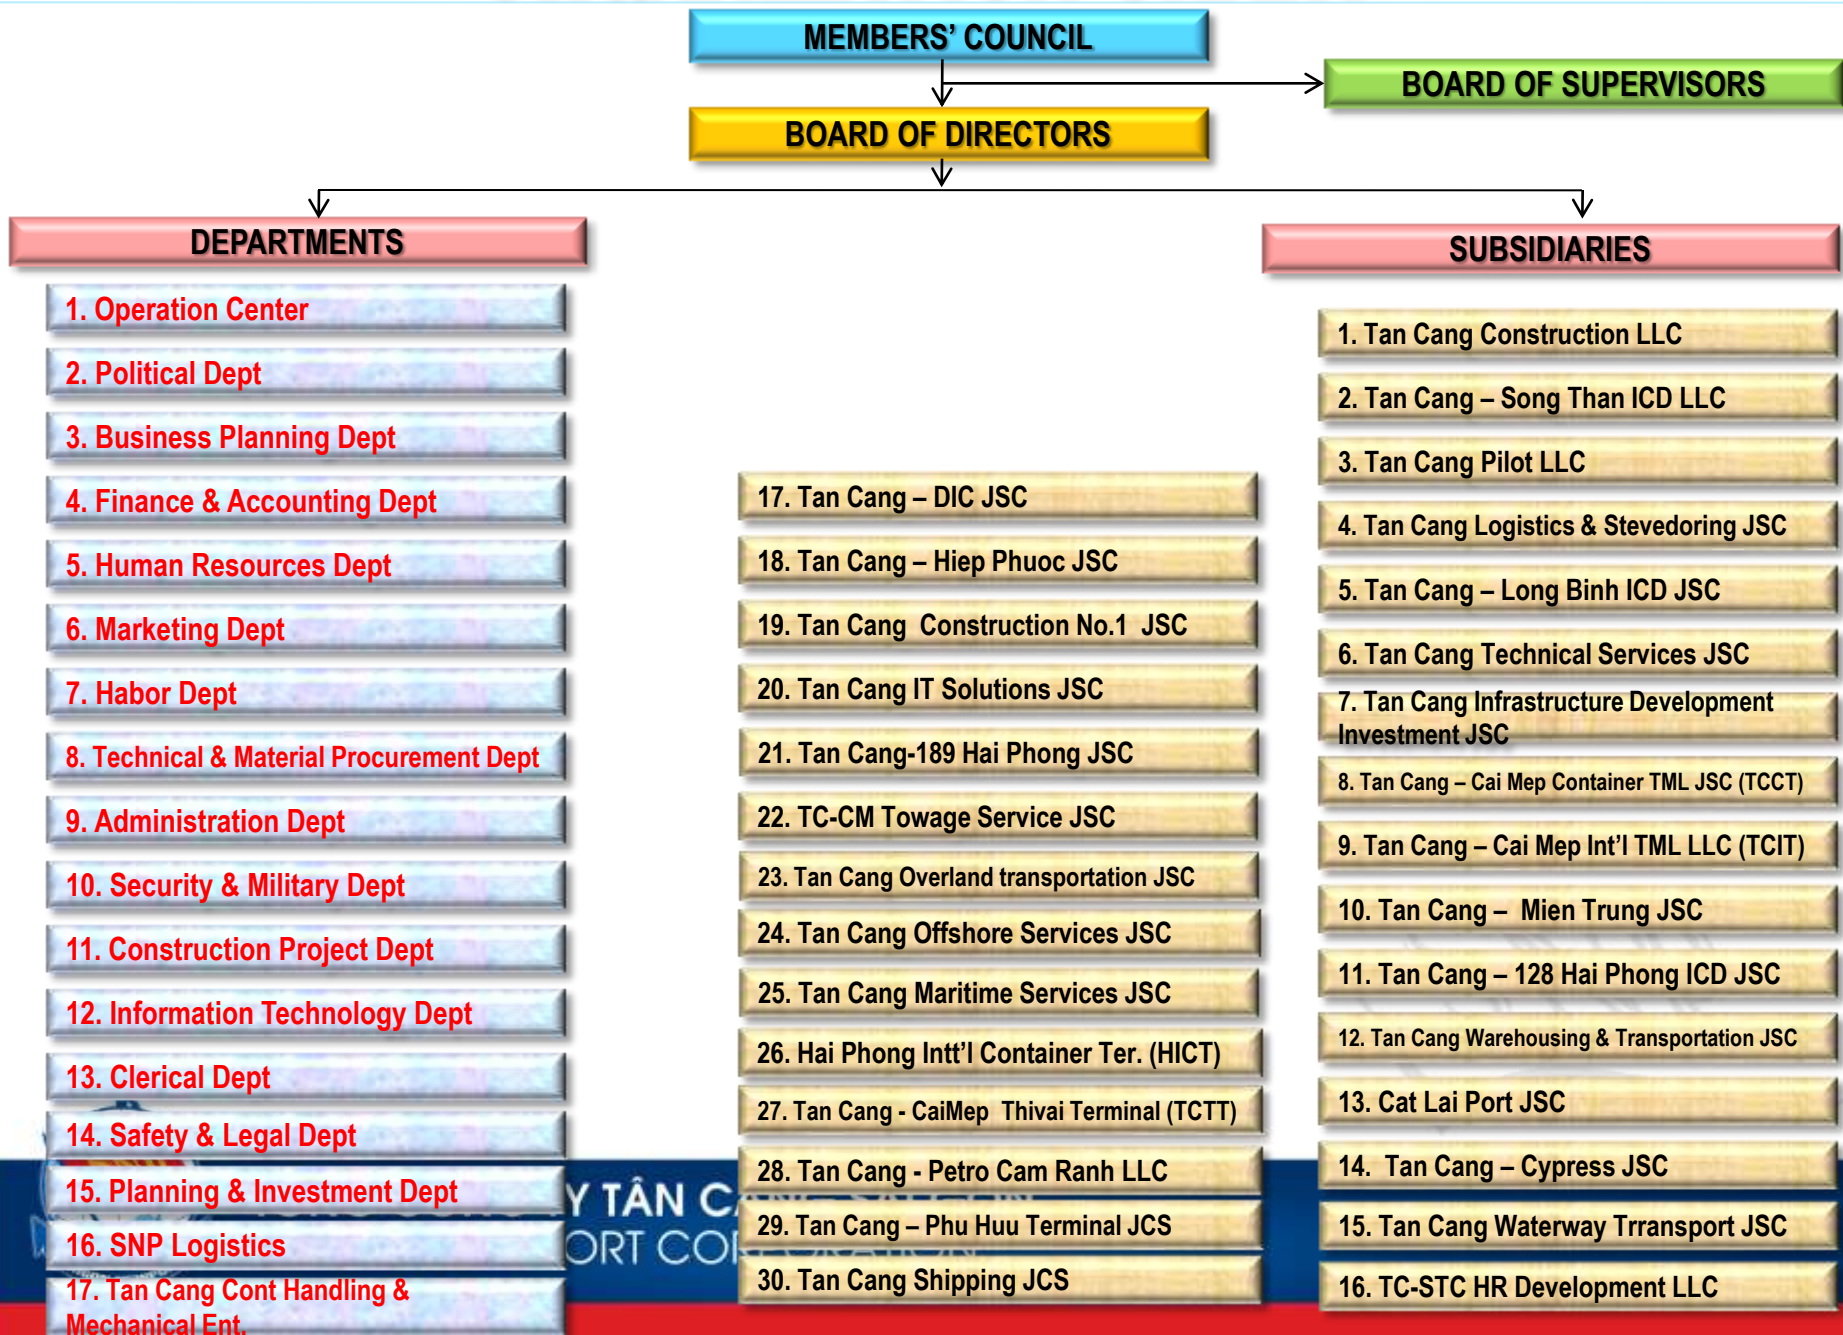 MEMBERS' COUNCIL
BOARD OF SUPERVISORS
BOARD OF DIRECTORS
DEPARTMENTS
1. Operation Center
2. Political Dept
3. Business Planning Dept
4. Finance & Accounting Dept
5. Human Resources Dept
6. Marketing Dept
7. Habor Dept
8. Technical & Material Procurement Dept
9. Administration Dept
10. Security & Military Dept
11. Construction Project Dept
12. Information Technology Dept
13. Clerical Dept
14. Safety & Legal Dept
15. Planning & Investment Dept
16. SNP Logistics
17. Tan Cang Cont Handling &
Mechanical Ent.
SUBSIDIARIES
1. Tan Cang Construction LLC
2. Tan Cang – Song Than ICD LLC
3. Tan Cang Pilot LLC
4. Tan Cang Logistics & Stevedoring JSC
5. Tan Cang – Long Binh ICD JSC
6. Tan Cang Technical Services JSC
7. Tan Cang Infrastructure Development
Investment JSC
8. Tan Cang – Cai Mep Container TML JSC (TCCT)
9. Tan Cang – Cai Mep Int'l TML LLC (TCIT)
10. Tan Cang –  Mien Trung JSC
11. Tan Cang – 128 Hai Phong ICD JSC
12. Tan Cang Warehousing & Transportation JSC
13. Cat Lai Port JSC
14.  Tan Cang – Cypress JSC
15. Tan Cang Waterway Trransport JSC
16. TC-STC HR Development LLC
17. Tan Cang – DIC JSC
18. Tan Cang – Hiep Phuoc JSC
19. Tan Cang  Construction No.1  JSC
20. Tan Cang IT Solutions JSC
21. Tan Cang-189 Hai Phong JSC
22. TC-CM Towage Service JSC
23. Tan Cang Overland transportation JSC
24. Tan Cang Offshore Services JSC
25. Tan Cang Maritime Services JSC
26. Hai Phong Intt'l Container Ter. (HICT)
27. Tan Cang - CaiMep  Thivai Terminal (TCTT)
28. Tan Cang - Petro Cam Ranh LLC
29. Tan Cang – Phu Huu Terminal JCS
30. Tan Cang Shipping JCS
TÂN